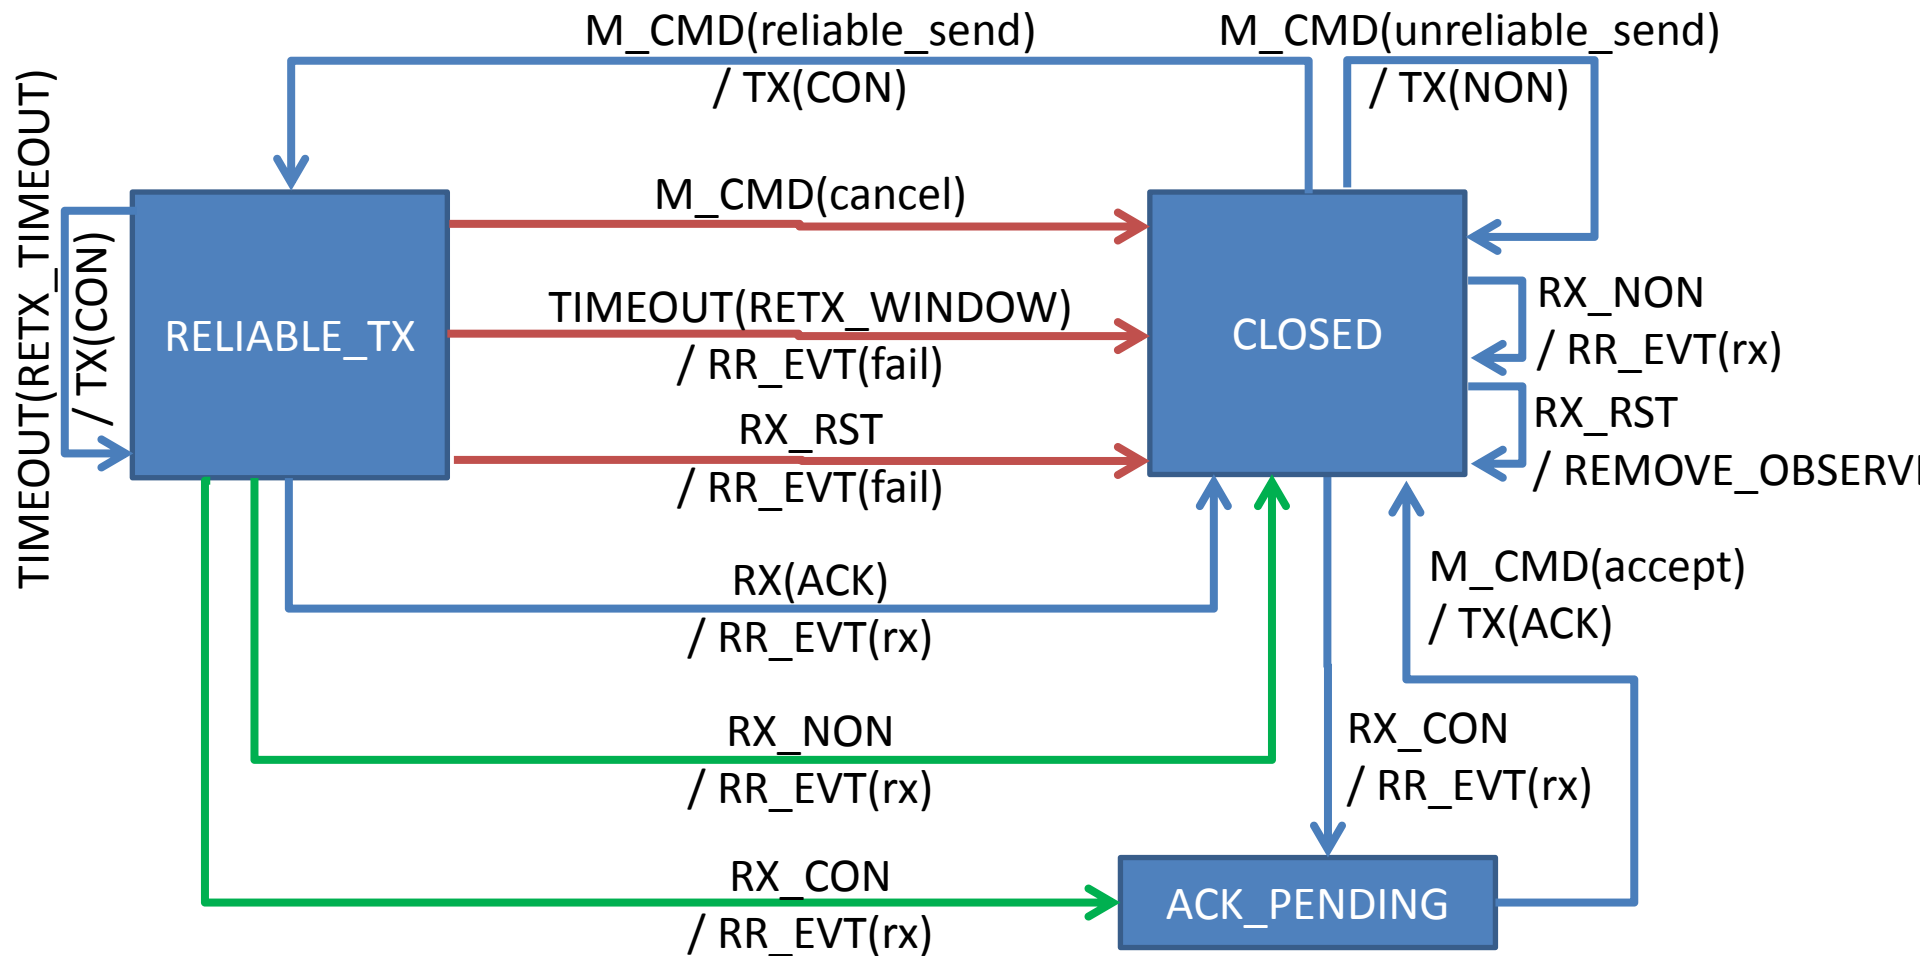 M_CMD(reliable_send)
/ TX(CON)
M_CMD(unreliable_send)
/ TX(NON)
TIMEOUT(RETX_TIMEOUT)
/ TX(CON)
M_CMD(cancel)
RELIABLE_TX
TIMEOUT(RETX_WINDOW)
/ RR_EVT(fail)
CLOSED
RX_NON
/ RR_EVT(rx)
RX_RST
/ RR_EVT(fail)
RX_RST
/ REMOVE_OBSERVE
RX(ACK)
/ RR_EVT(rx)
M_CMD(accept)
/ TX(ACK)
RX_NON
/ RR_EVT(rx)
RX_CON
/ RR_EVT(rx)
RX_CON
/ RR_EVT(rx)
ACK_PENDING